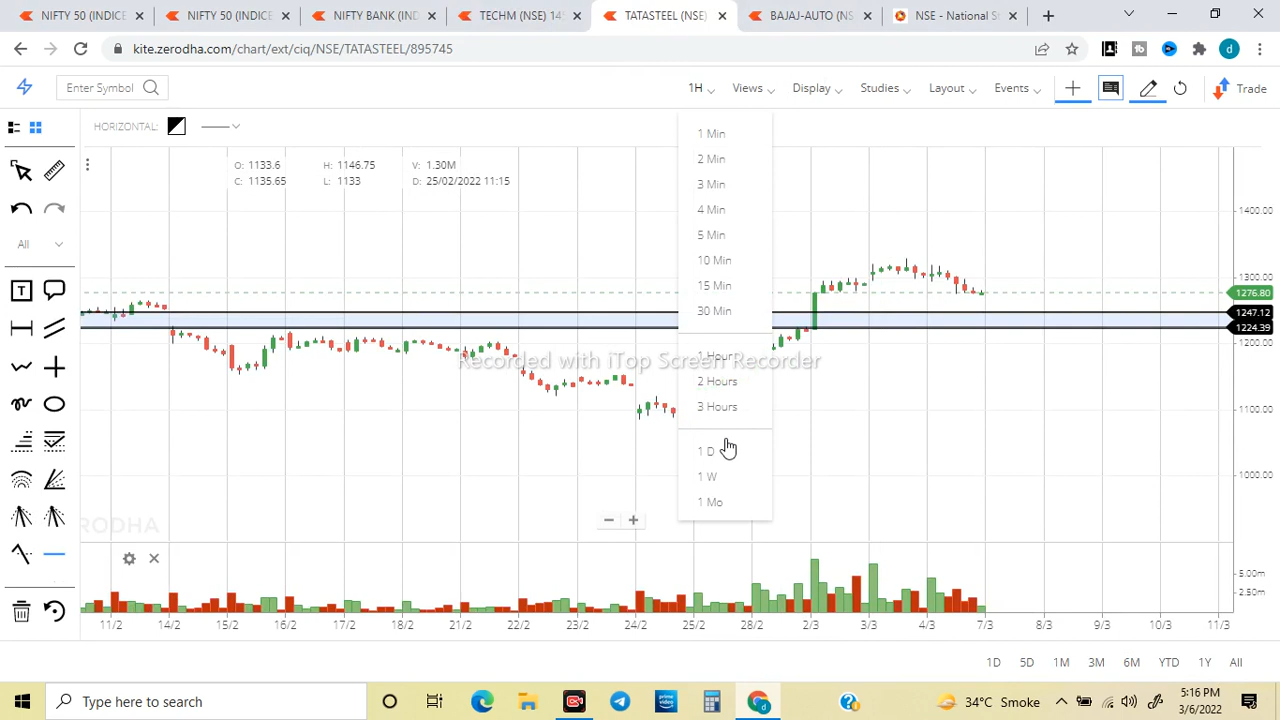 NIFTY 50 (INDICE
NIFTY 50 (INDICE
NIFTY BANK (IND
TECHM (NSE) 145
TATASTEEL (NSE)
BAJAJ-AUTO (NS
NSE - National St
kite.zerodha.com/chart/ext/ciq/NSE/TATASTEEL/895745
Enter Symbol
1H
Views
Display
Studies
Layout
Events
Trade
HORIZONTAL:
O: 1133.6
H: 1146.75
V: 1.30M
C: 1135.65
L: 1133
D: 25/02/2022 11:15
All
1 Min
2 Min
3 Min
4 Min
5 Min
10 Min
15 Min
30 Min
1 Hour
2 Hours
3 Hours
1 D
1 W
1 Mo
Recorded with iTop Screen Recorder
1400.00
1300.00
1276.80
1247.12
1224.39
1200.00
1100.00
1000.00
5.00m
2.50m
ZERODHA
11/2
14/2
15/2
16/2
17/2
18/2
21/2
22/2
23/2
24/2
25/2
28/2
2/3
3/3
4/3
7/3
8/3
9/3
10/3
11/3
1D
5D
1M
3M
6M
YTD
1Y
All
Type here to search
34°C Smoke
5:16 PM
3/6/2022